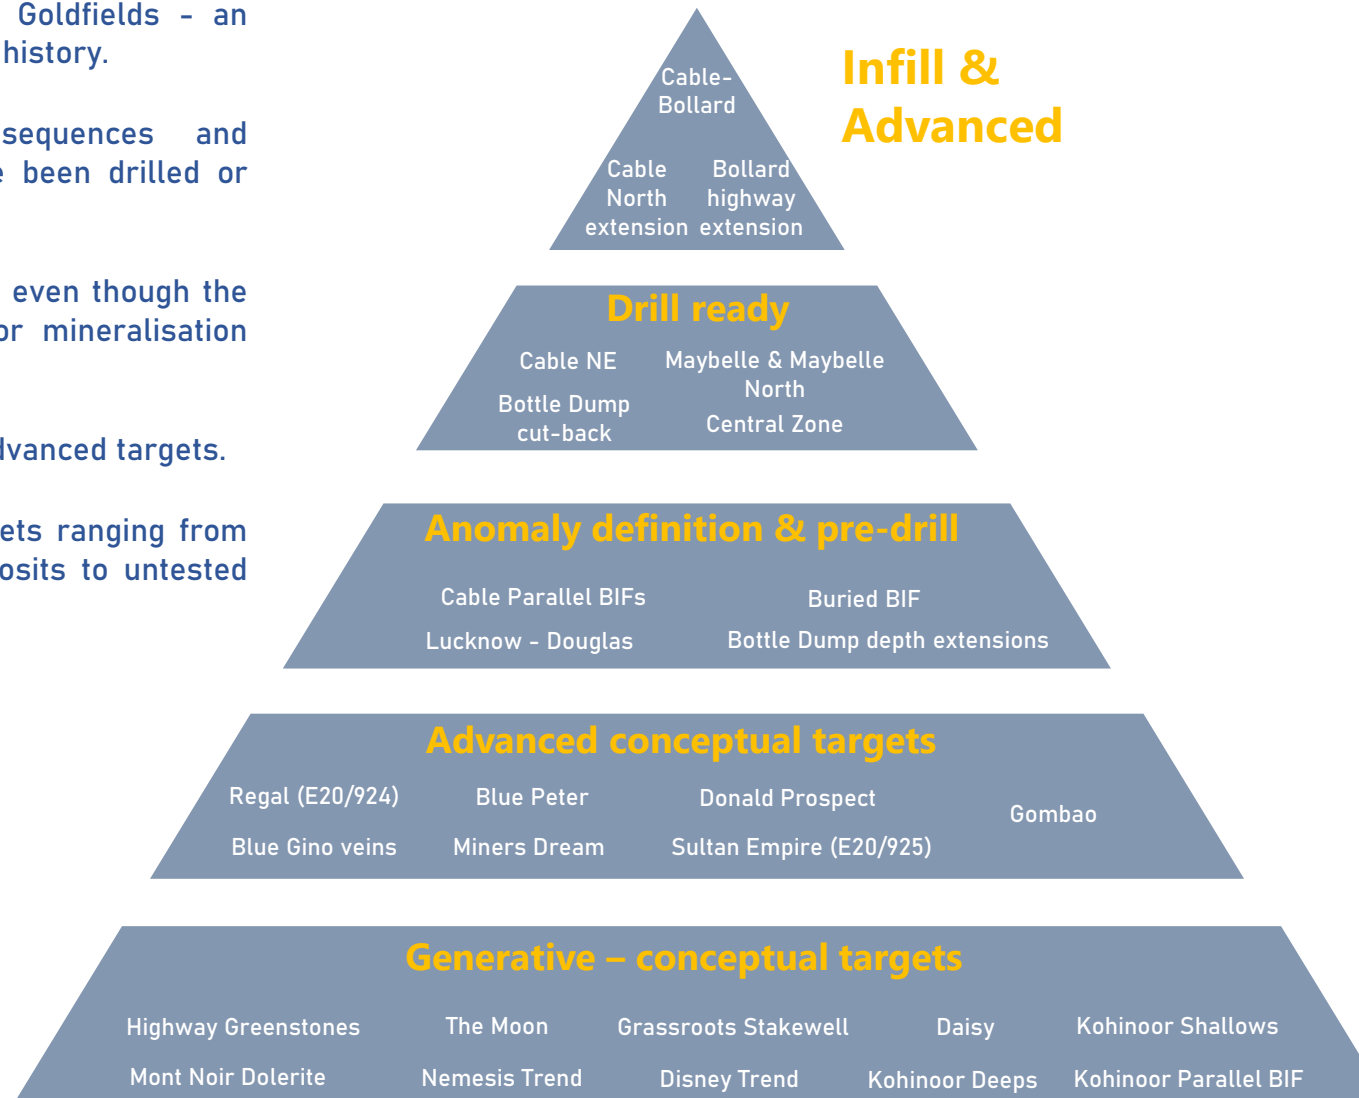 Goldfields - an
history.
sequences and
been drilled or
even though the
or mineralisation
dvanced targets.
ets ranging from
osits to untested
Infill &
Advanced
Cable-
Bollard
Cable
North
extension
Bollard
highway
extension
Drill ready
Cable NE
Maybelle & Maybelle
North
Bottle Dump
cut-back
Central Zone
Anomaly definition & pre-drill
Cable Parallel BIFs
Buried BIF
Lucknow - Douglas
Bottle Dump depth extensions
Advanced conceptual targets
Regal (E20/924)
Blue Peter
Donald Prospect
Gombao
Blue Gino veins
Miners Dream
Sultan Empire (E20/925)
Generative – conceptual targets
Highway Greenstones
The Moon
Grassroots Stakewell
Daisy
Kohinoor Shallows
Mont Noir Dolerite
Nemesis Trend
Disney Trend
Kohinoor Deeps
Kohinoor Parallel BIF